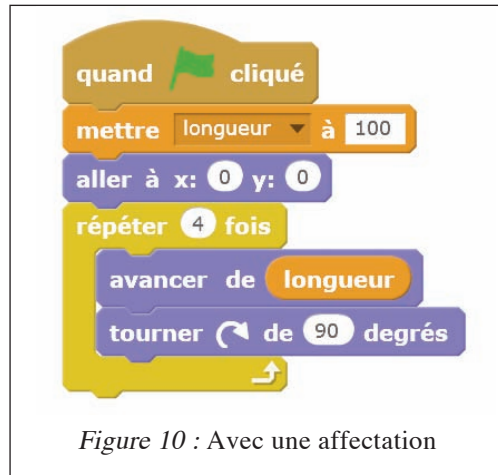 quand cliqué
mettre longueur à 100
aller à x: 0 y: 0
répéter 4 fois
avancer de longueur
tourner de 90 degrés
Figure 10 : Avec une affectation